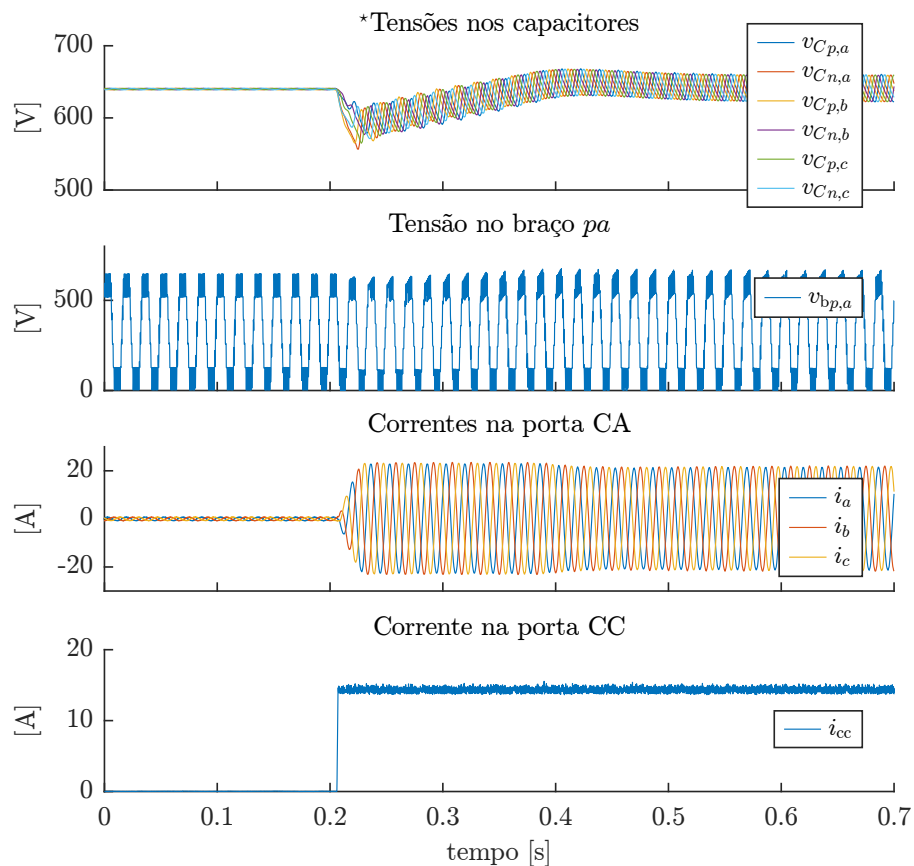 ⋆Tensões nos capacitores
700
600
500
[V]
v_{Cp,a}
v_{Cn,a}
v_{Cp,b}
v_{Cn,b}
v_{Cp,c}
v_{Cn,c}
Tensão no braço pa
500
0
[V]
v_{bp,a}
Correntes na porta CA
20
0
-20
[A]
i_a
i_b
i_c
Corrente na porta CC
20
10
0
[A]
i_{cc}
0 0.1 0.2 0.3 0.4 0.5 0.6 0.7
tempo [s]